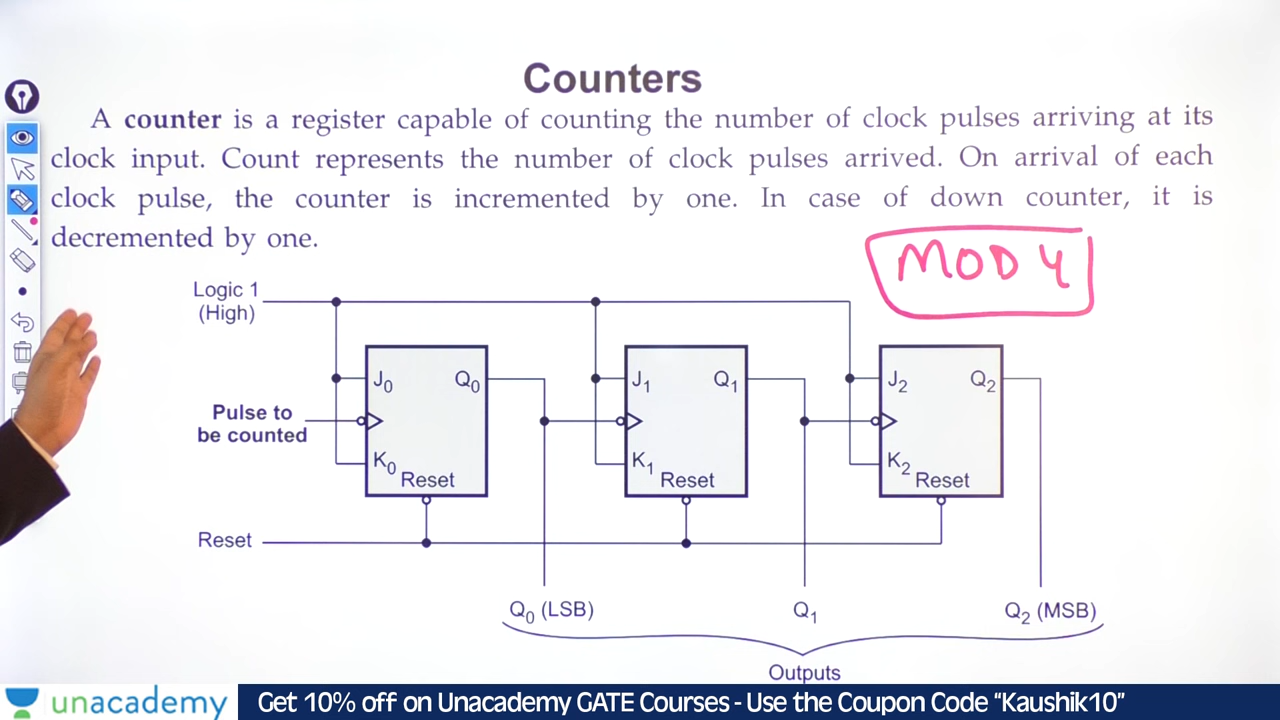 Counters
A counter is a register capable of counting the number of clock pulses arriving at its
clock input. Count represents the number of clock pulses arrived. On arrival of each
clock pulse, the counter is incremented by one. In case of down counter, it is
decremented by one.
MOD 4
Logic 1
(High)
J0 Q0 J1 Q1 J2 Q2
Pulse to
be counted
K0 K1 K2
Reset Reset Reset
Reset
Q0 (LSB) Q1 Q2 (MSB)
Outputs
unacademy Get 10% off on Unacademy GATE Courses - Use the Coupon Code “Kaushik10”